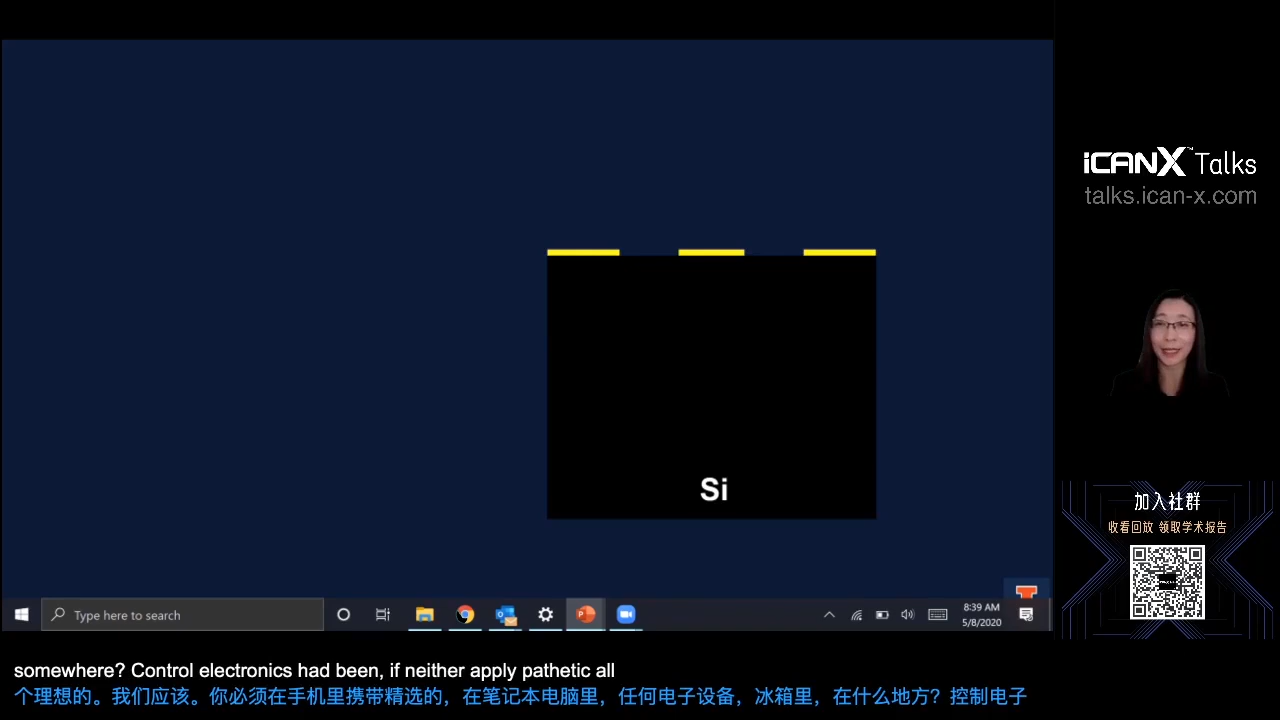 iCANX™ Talks
talks.ican-x.com
Si
加入社群
收看回放 领取学术报告
Type here to search
8:39 AM
5/8/2020
somewhere? Control electronics had been, if neither apply pathetic all
个理想的。我们应该。你必须在手机里携带精选的，在笔记本电脑里，任何电子设备，冰箱里，在什么地方？控制电子